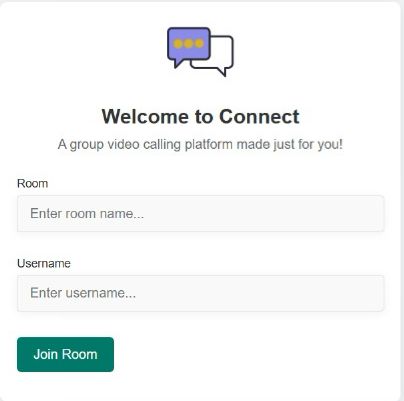 Welcome to Connect
A group video calling platform made just for you!
Room
Enter room name...
Username
Enter username...
Join Room